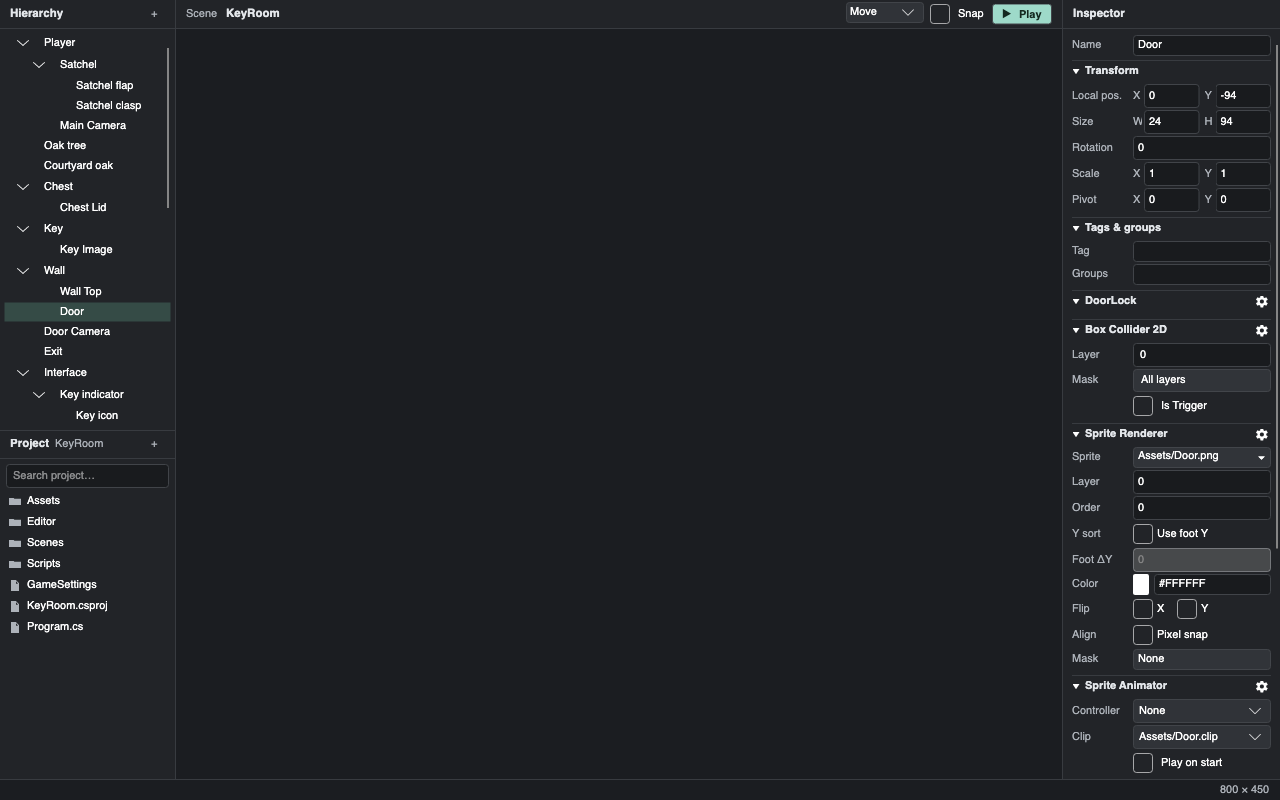 Hierarchy +
Player
Satchel
Satchel flap
Satchel clasp
Main Camera
Oak tree
Courtyard oak
Chest
Chest Lid
Key
Key Image
Wall
Wall Top
Door
Door Camera
Exit
Interface
Key indicator
Key icon
Project KeyRoom +
Search project...
Assets
Editor
Scenes
Scripts
GameSettings
KeyRoom.csproj
Program.cs
Scene KeyRoom Move Snap Play
Inspector
Name Door
Transform
Local pos. X 0 Y -94
Size W 24 H 94
Rotation 0
Scale X 1 Y 1
Pivot X 0 Y 0
Tags & groups
Tag
Groups
DoorLock
Box Collider 2D
Layer 0
Mask All layers
Is Trigger
Sprite Renderer
Sprite Assets/Door.png
Layer 0
Order 0
Y sort Use foot Y
Foot ΔY 0
Color #FFFFFF
Flip X Y
Align Pixel snap
Mask None
Sprite Animator
Controller None
Clip Assets/Door.clip
Play on start
800 × 450